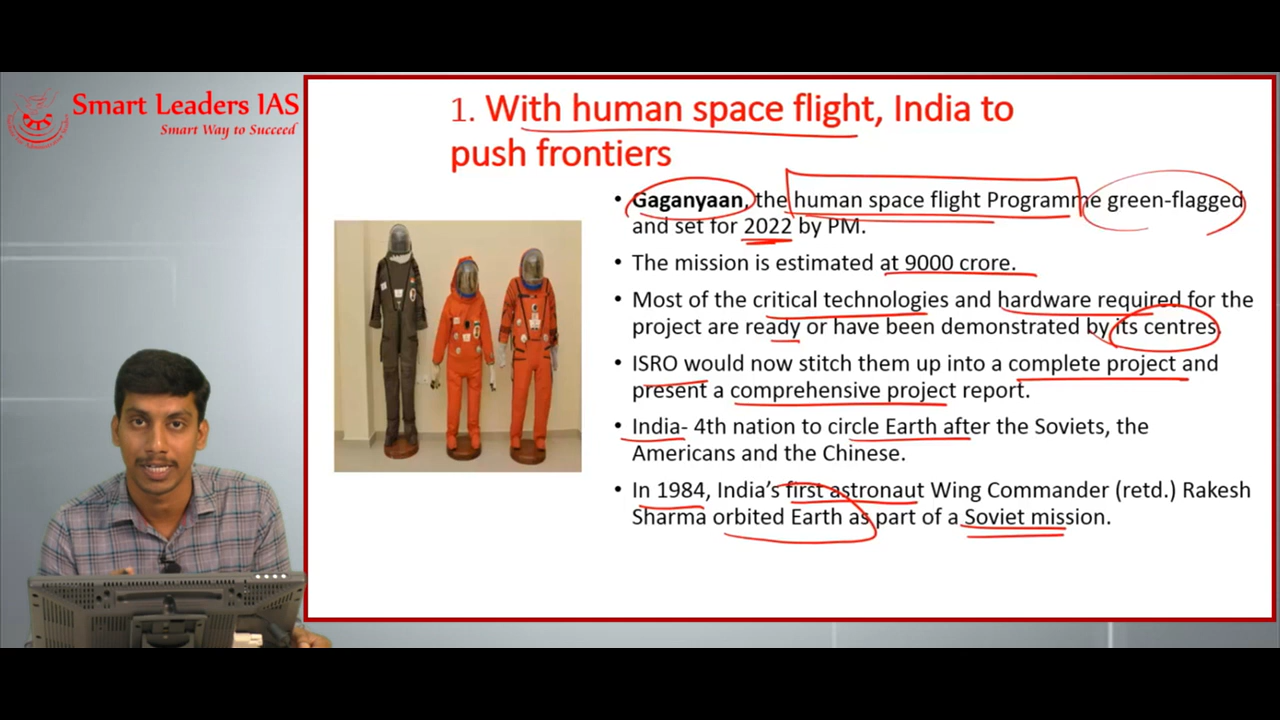 Smart Leaders IAS
Smart Way to Succeed
1. With human space flight, India to
push frontiers
• Gaganyaan, the human space flight Programme green-flagged
and set for 2022 by PM.
• The mission is estimated at 9000 crore.
• Most of the critical technologies and hardware required for the
project are ready or have been demonstrated by its centres.
• ISRO would now stitch them up into a complete project and
present a comprehensive project report.
• India- 4th nation to circle Earth after the Soviets, the
Americans and the Chinese.
• In 1984, India's first astronaut Wing Commander (retd.) Rakesh
Sharma orbited Earth as part of a Soviet mission.